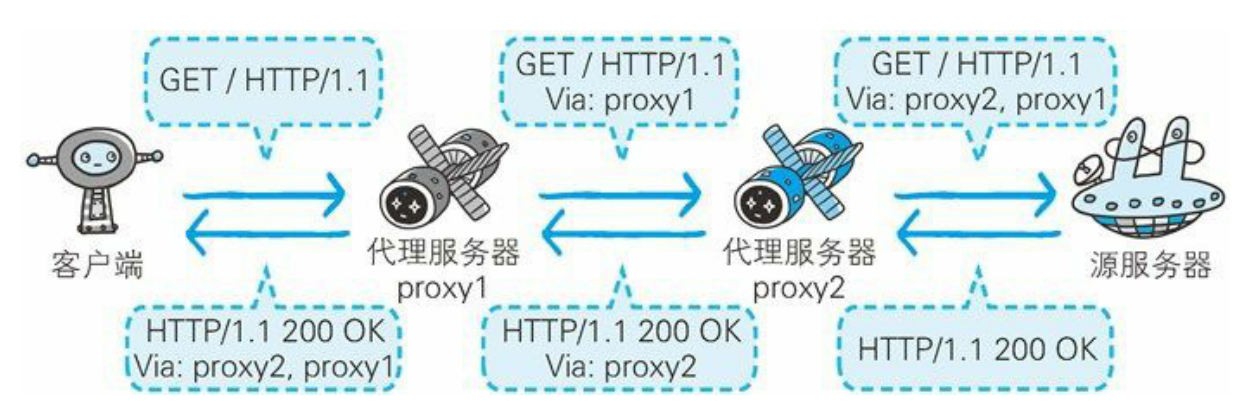 GET / HTTP/1.1
GET / HTTP/1.1
Via: proxy1
GET / HTTP/1.1
Via: proxy2, proxy1
客户端
代理服务器
proxy1
代理服务器
proxy2
源服务器
HTTP/1.1 200 OK
Via: proxy2, proxy1
HTTP/1.1 200 OK
Via: proxy2
HTTP/1.1 200 OK